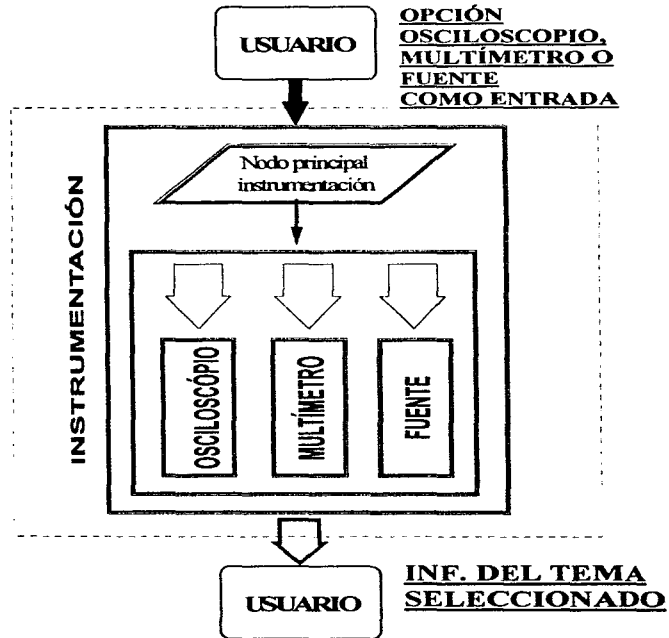 USUARIO
OPCIÓN
OSCILOSCOPIO,
MULTÍMETRO O
FUENTE
COMO ENTRADA
INSTRUMENTACIÓN
Nodo principal
instrumentación
OSCILOSCÓPIO
MULTÍMETRO
FUENTE
USUARIO
INF. DEL TEMA
SELECCIONADO